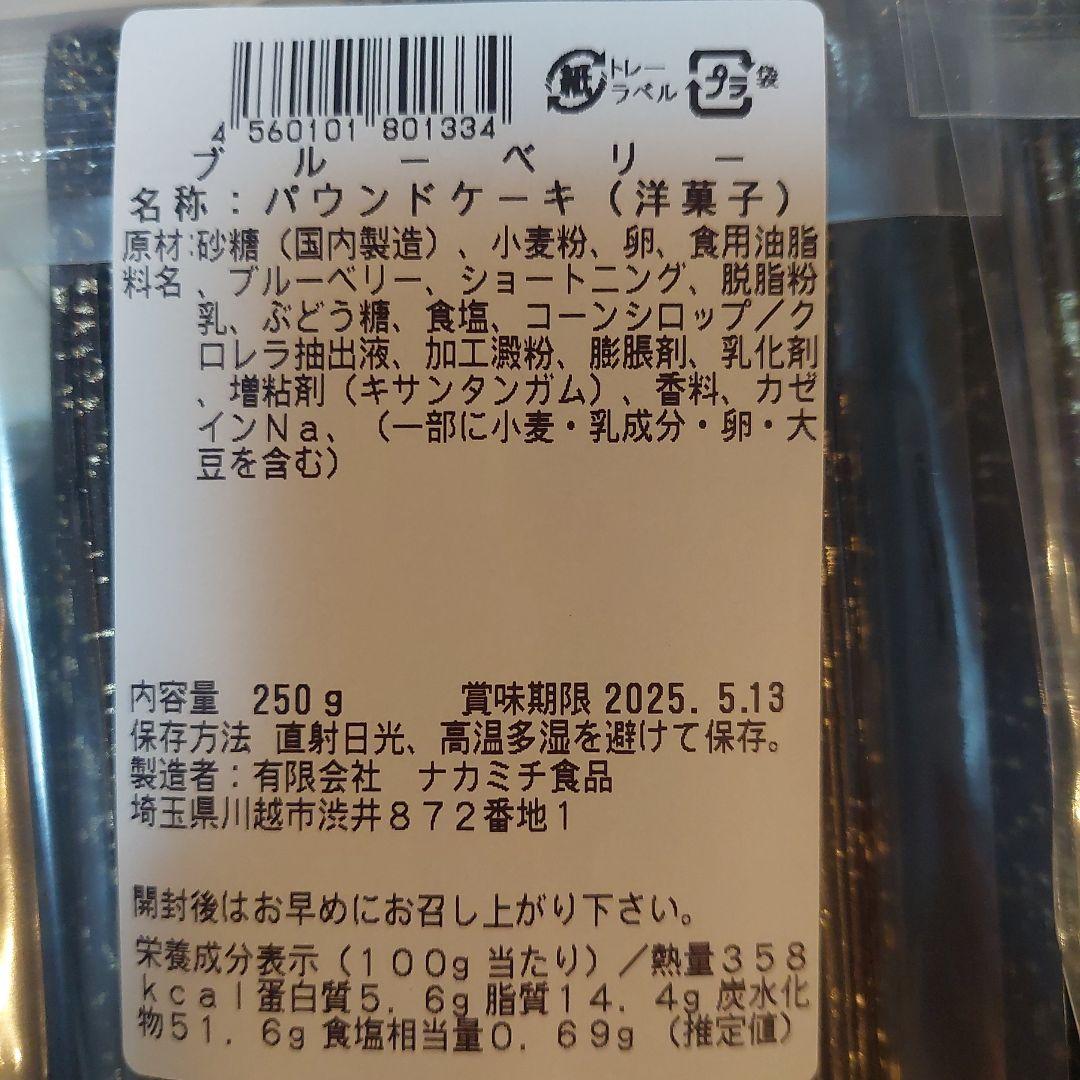 紙 トレー プラ 袋
ラベル
4 560101 801334
ブルーベリー
名称：パウンドケーキ（洋菓子）
原材:砂糖（国内製造）、小麦粉、卵、食用油脂
料名、ブルーベリー、ショートニング、脱脂粉
乳、ぶどう糖、食塩、コーンシロップ／ク
ロレラ抽出液、加工澱粉、膨脹剤、乳化剤
、増粘剤（キサンタンガム）、香料、カゼ
インＮａ、（一部に小麦・乳成分・卵・大
豆を含む）
内容量 250g 賞味期限 2025. 5.13
保存方法 直射日光、高温多湿を避けて保存。
製造者：有限会社 ナカミチ食品
埼玉県川越市渋井８７２番地１
開封後はお早めにお召し上がり下さい。
栄養成分表示（１００g 当たり）／熱量３５８
ｋｃａｌ蛋白質５．６g 脂質１４．４g 炭水化
物５１．６g 食塩相当量０．６９g（推定値）